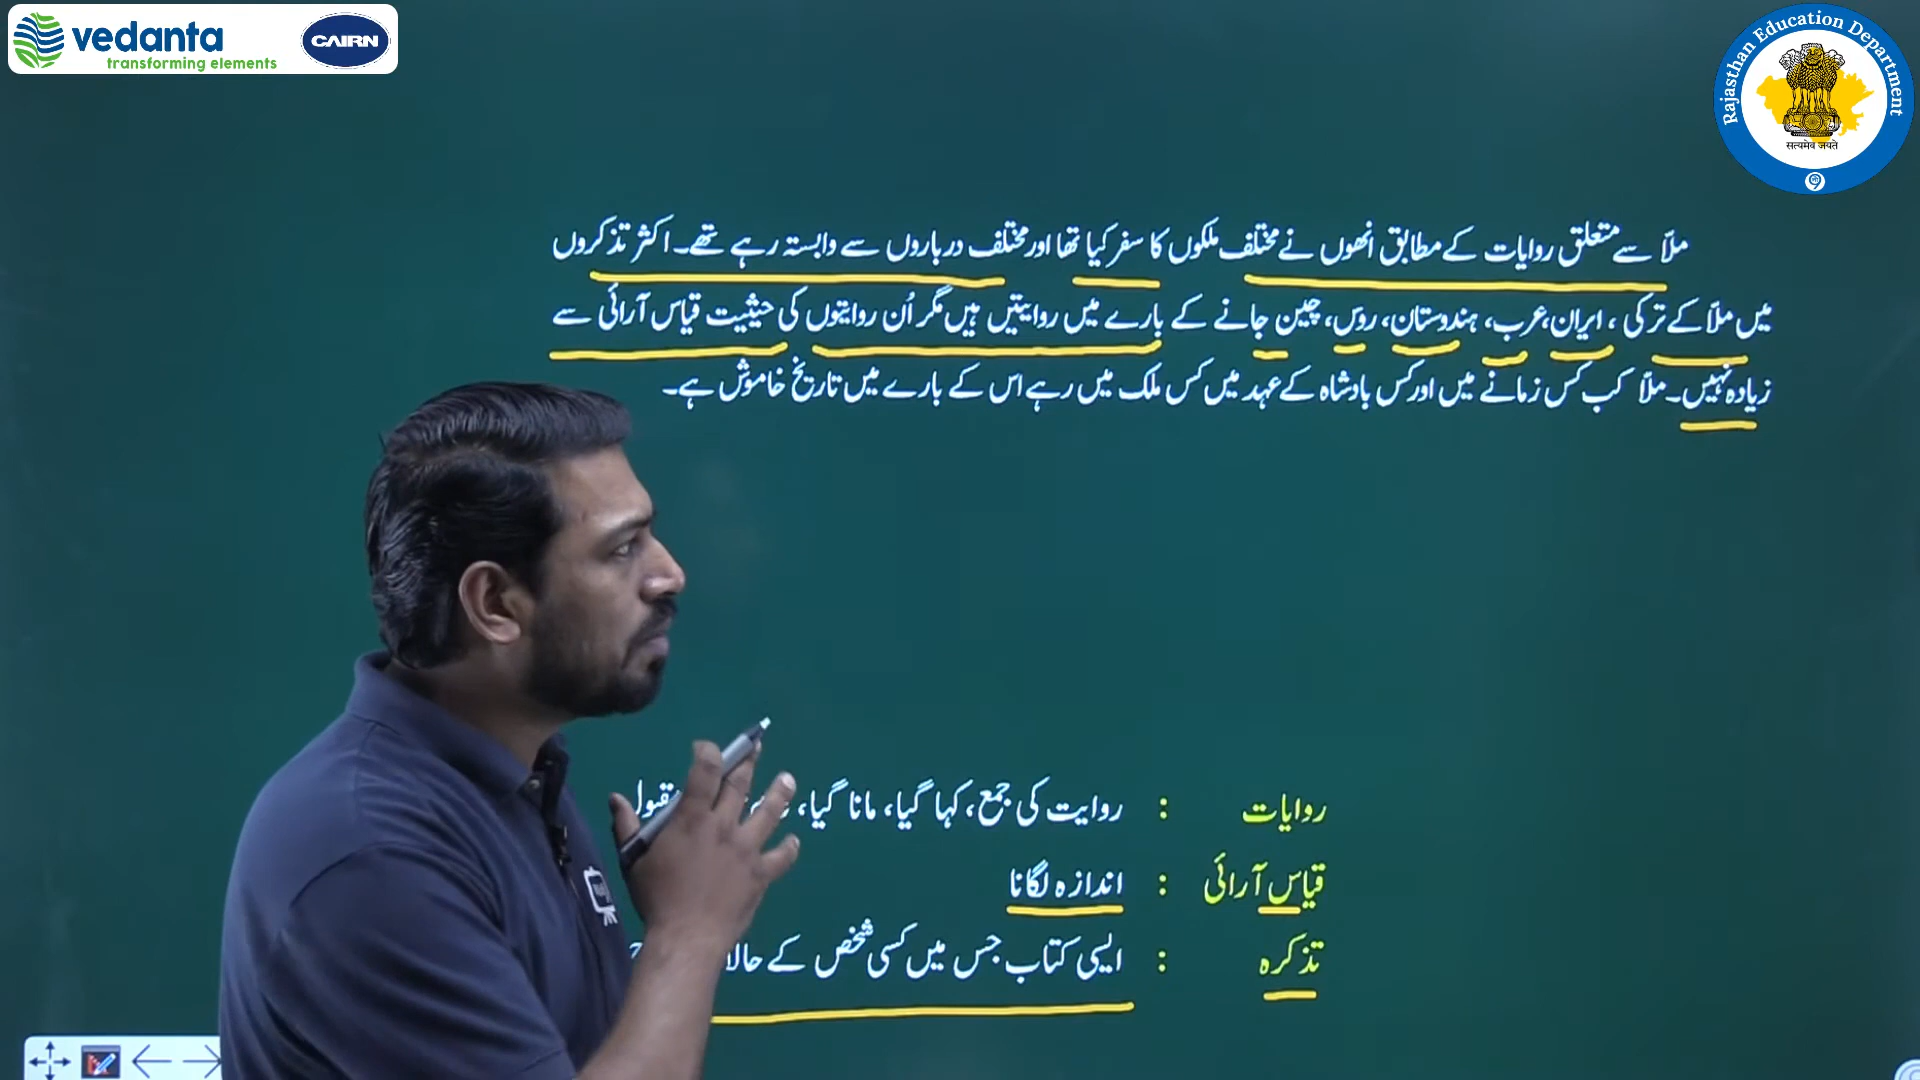 vedanta
transforming elements
CAIRN
Rajasthan Education Department
सत्यमेव जयते
ملّا سے متعلق روایات کے مطابق انھوں نے مختلف ملکوں کا سفر کیا تھا اور مختلف درباروں سے وابستہ رہے تھے۔ اکثر تذکروں
میں ملّا کے ترکی ، ایران، عرب، ہندوستان، روس، چین جانے کے بارے میں روایتیں ہیں مگر اُن روایتوں کی حیثیت قیاس آرائی سے
زیادہ نہیں۔ ملّا کب کس زمانے میں اور کس بادشاہ کے عہد میں کس ملک میں رہے اس کے بارے میں تاریخ خاموش ہے۔
روایات : روایت کی جمع، کہا گیا، مانا گیا،
قیاس آرائی : اندازہ لگانا
تذکرہ : ایسی کتاب جس میں کسی شخص کے